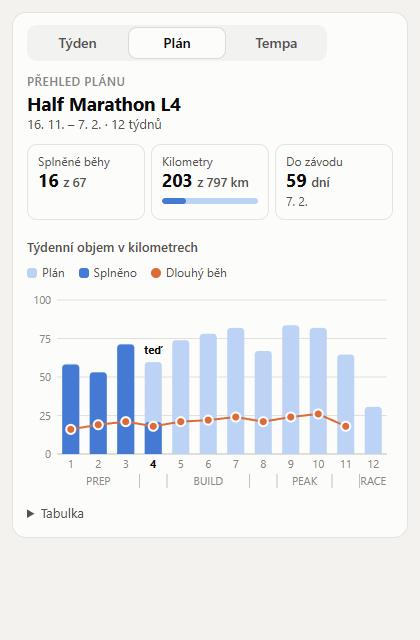 Týden Plán Tempa
PŘEHLED PLÁNU
Half Marathon L4
16. 11. – 7. 2. · 12 týdnů
Splněné běhy Kilometry Do závodu
16 z 67 203 z 797 km 59 dní
7. 2.
Týdenní objem v kilometrech
Plán Splněno Dlouhý běh
100
75
teď
50
25
0
1 2 3 4 5 6 7 8 9 10 11 12
PREP BUILD PEAK RACE
Tabulka